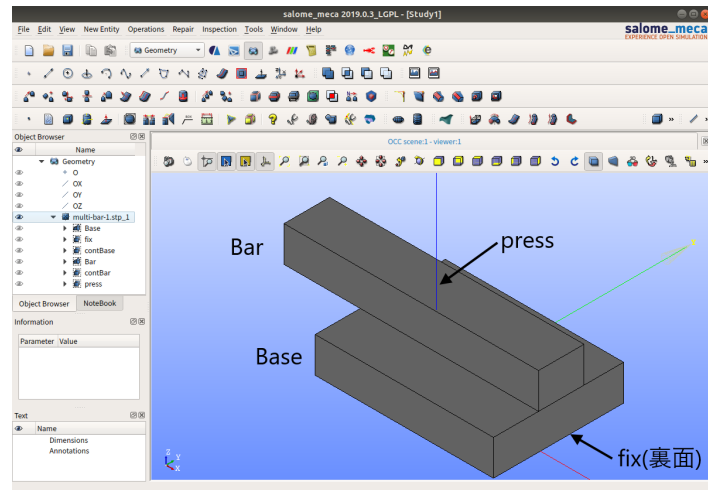 salome_meca 2019.0.3_LGPL - [Study1]
File Edit View New Entity Operations Repair Inspection Tools Window Help
salome_meca
EXPERIENCE OPEN SIMULATION
Geometry
Object Browser
Name
Geometry
O
OX
OY
OZ
multi-bar-1.stp_1
Base
fix
contBase
Bar
contBar
press
Object Browser NoteBook
Information
Parameter Value
Text
Name
Dimensions
Annotations
OCC scene:1 - viewer:1
Bar
press
Base
fix(裏面)
Z
Y
X